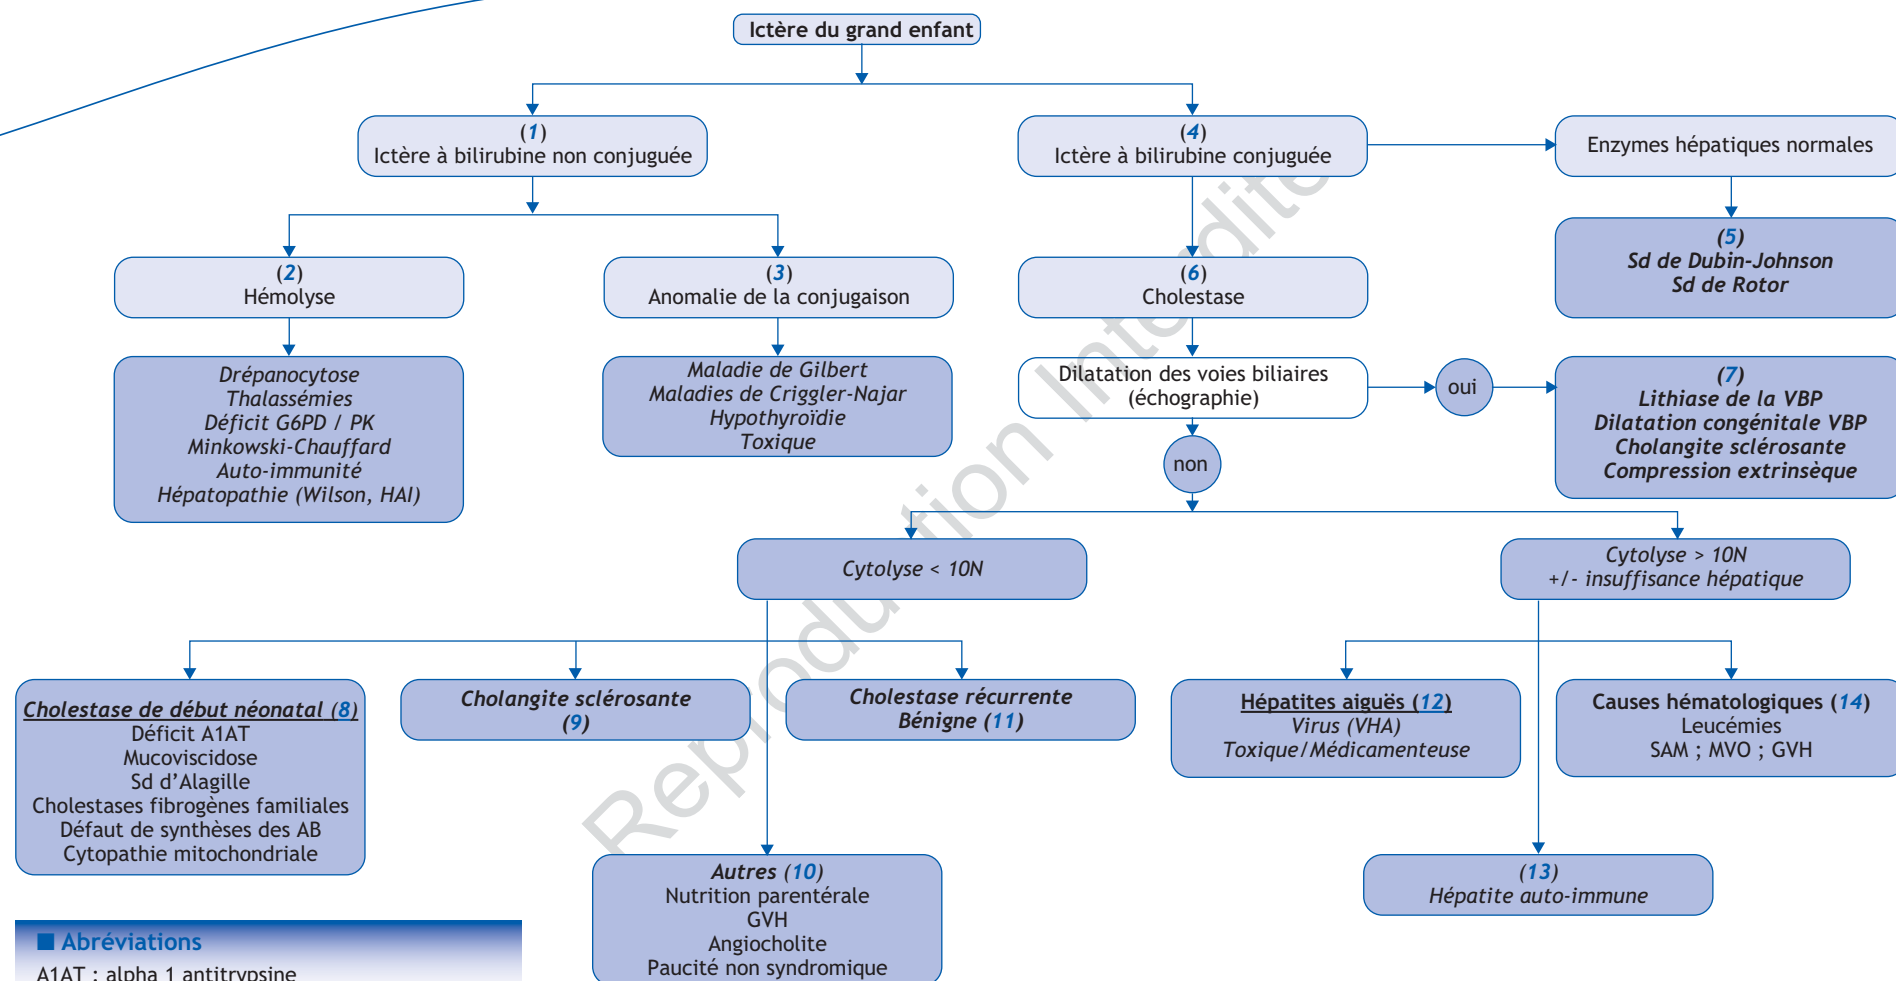 Ictère du grand enfant
(1)
Ictère à bilirubine non conjuguée
(4)
Ictère à bilirubine conjuguée
Enzymes hépatiques normales
(2)
Hémolyse
(3)
Anomalie de la conjugaison
(6)
Cholestase
(5)
Sd de Dubin-Johnson
Sd de Rotor
Drépanocytose
Thalassémies
Déficit G6PD / PK
Minkowski-Chauffard
Auto-immunité
Hépatopathie (Wilson, HAI)
Maladie de Gilbert
Maladies de Criggler-Najar
Hypothyroïdie
Toxique
Dilatation des voies biliaires
(échographie)
oui
(7)
Lithiase de la VBP
Dilatation congénitale VBP
Cholangite sclérosante
Compression extrinsèque
non
Cytolyse < 10N
Cytolyse > 10N
+/- insuffisance hépatique
Cholestase de début néonatal (8)
Déficit A1AT
Mucoviscidose
Sd d'Alagille
Cholestases fibrogènes familiales
Défaut de synthèses des AB
Cytopathie mitochondriale
Cholangite sclérosante
(9)
Cholestase récurrente
Bénigne (11)
Hépatites aiguës (12)
Virus (VHA)
Toxique/Médicamenteuse
Causes hématologiques (14)
Leucémies
SAM ; MVO ; GVH
Autres (10)
Nutrition parentérale
GVH
Angiocholite
Paucité non syndromique
(13)
Hépatite auto-immune
■ Abréviations
A1AT : alpha 1 antitrypsine
Reproduction Interdite